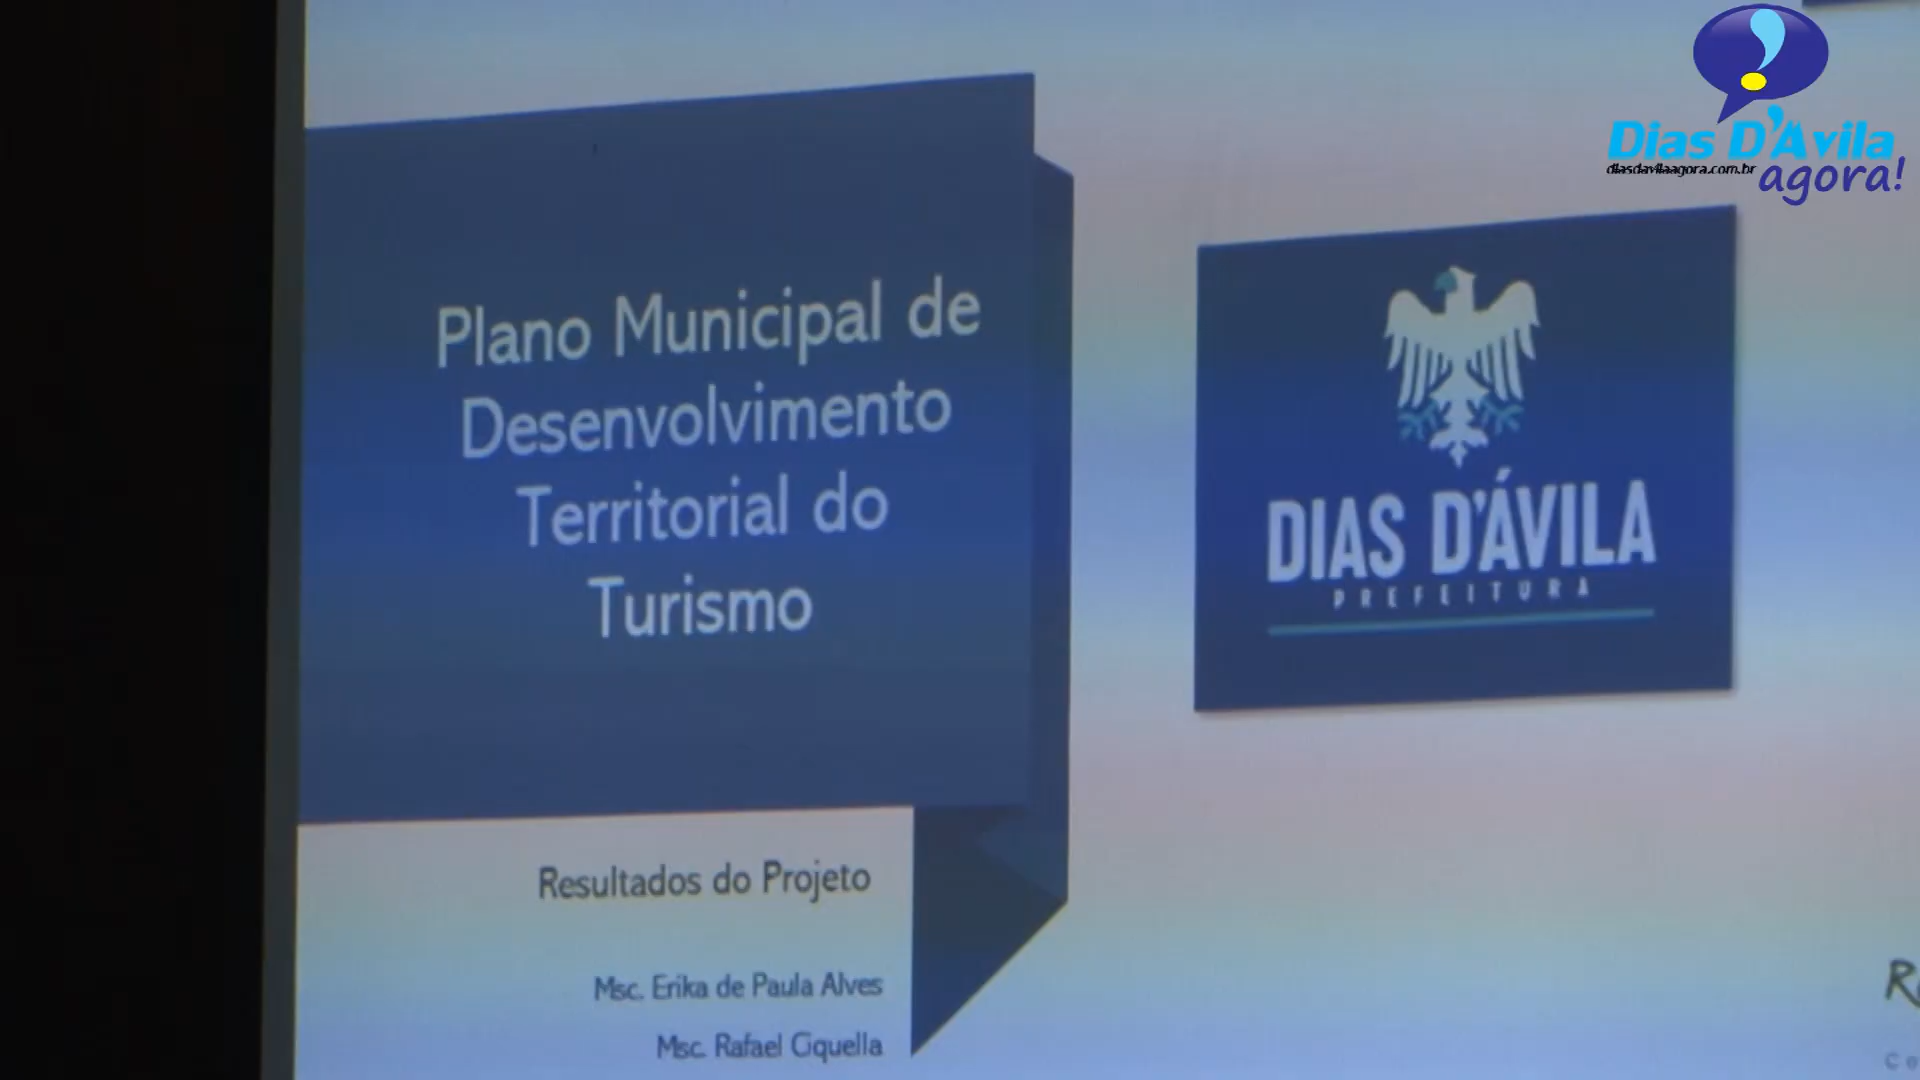 Dias D'Avila
diasdavilaagora.com.br
agora!
Plano Municipal de
Desenvolvimento
Territorial do
Turismo
DIAS D'ÁVILA
PREFEITURA
Resultados do Projeto
Msc. Erika de Paula Alves
Msc. Rafael Ciquella